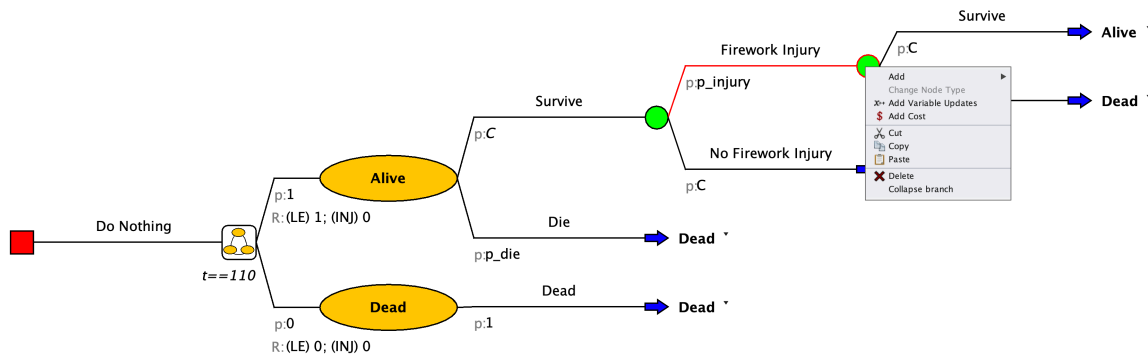 Survive
Alive
p:C
Firework Injury
p:p_injury
Add
Change Node Type
Add Variable Updates
Add Cost
Cut
Copy
Paste
Delete
Collapse branch
Dead
Survive
p:C
No Firework Injury
p:C
Alive
p:1
R:(LE) 1; (INJ) 0
Die
Dead
p:p_die
Do Nothing
t==110
Dead
p:0
R:(LE) 0; (INJ) 0
Dead
p:1
Dead